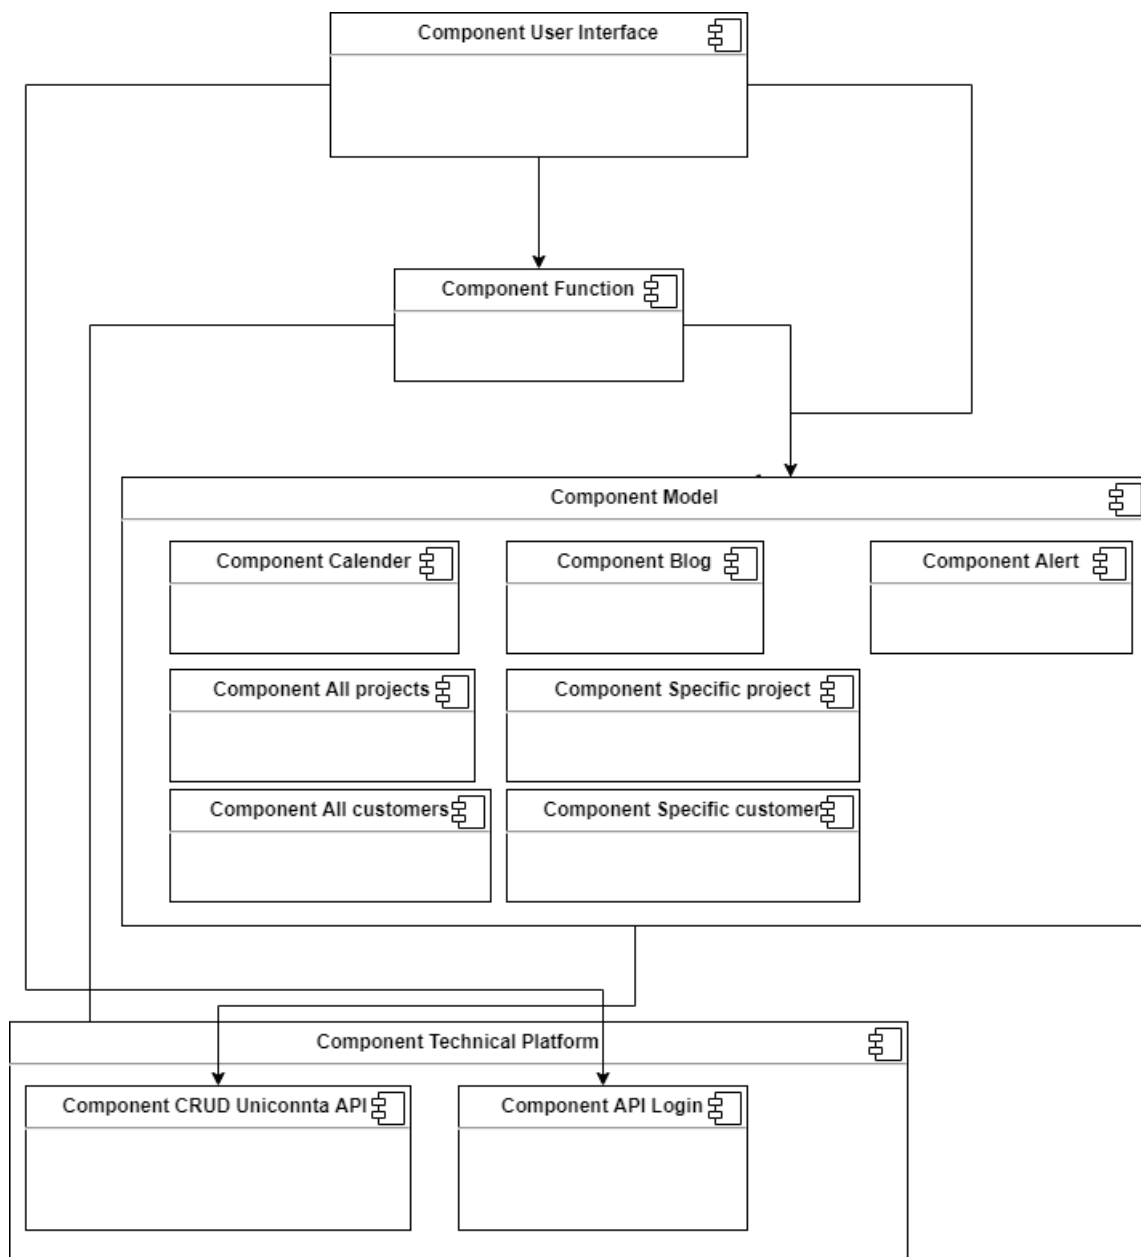 Component User Interface
Component Function
Component Model
Component Calender
Component Blog
Component Alert
Component All projects
Component Specific project
Component All customers
Component Specific customer
Component Technical Platform
Component CRUD Uniconnta API
Component API Login